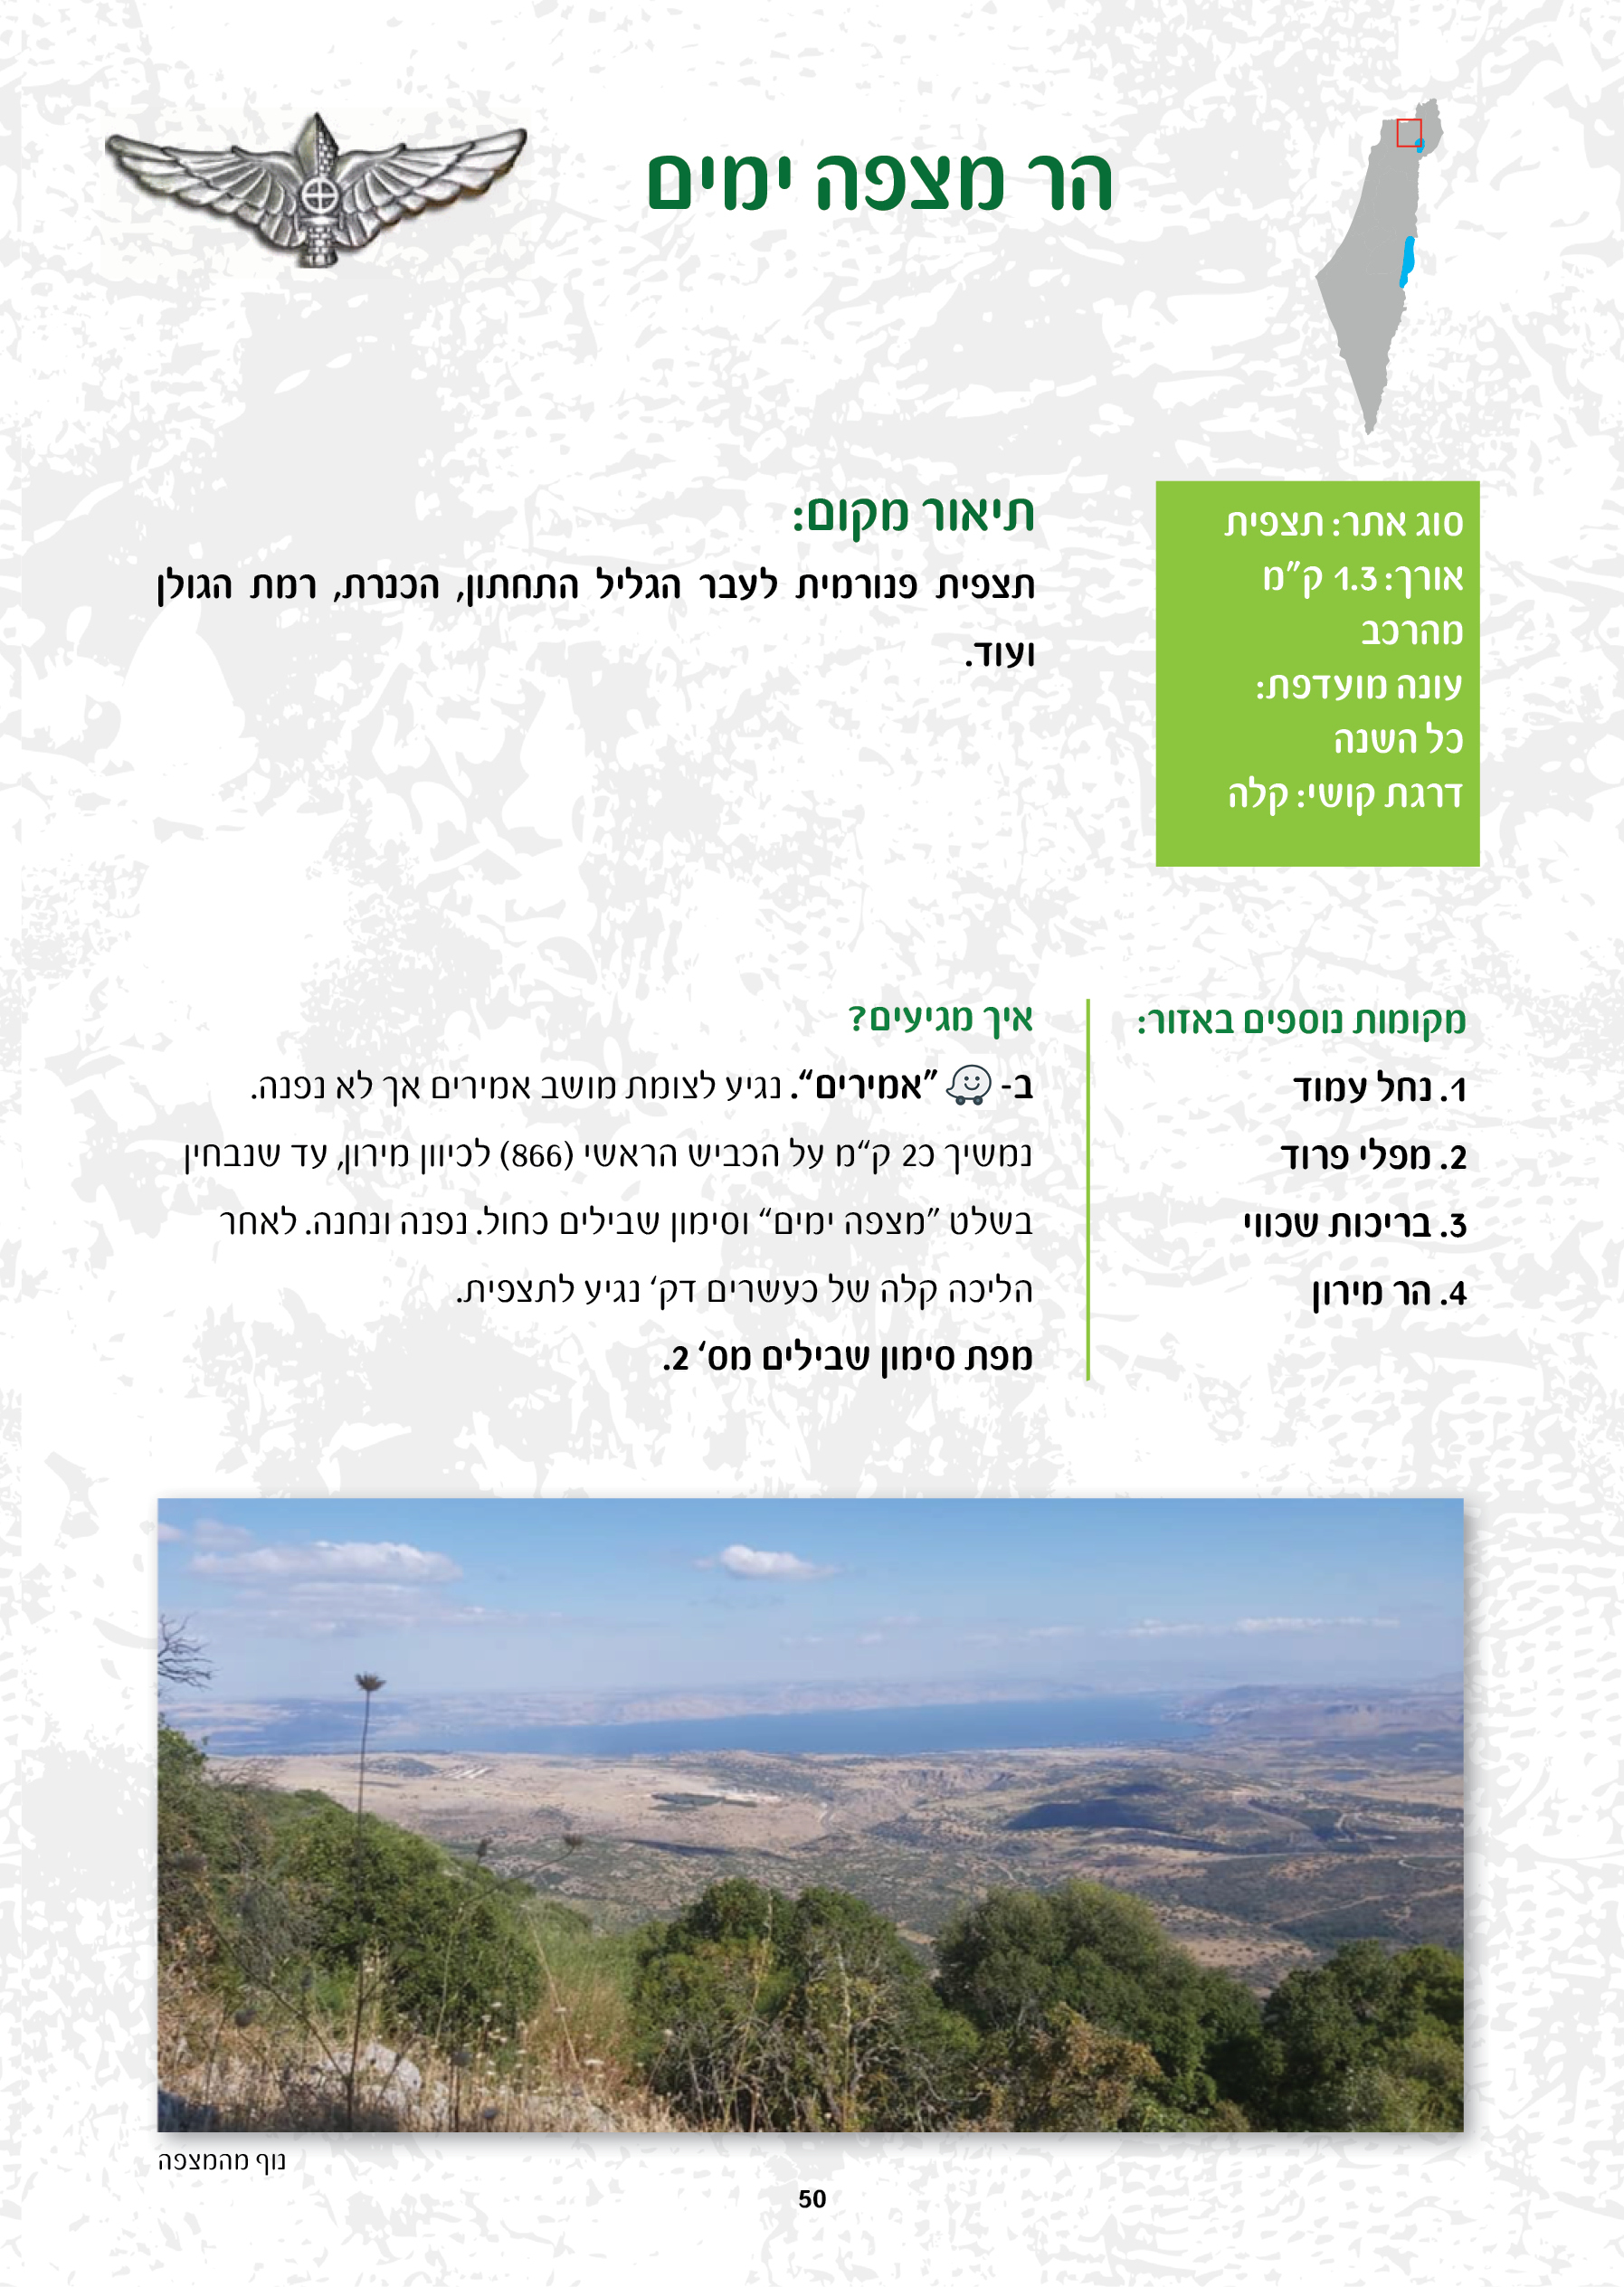 הר מצפה ימים
סוג אתר: תצפית
אורך: 1.3 ק"מ
מהרכב
עונה מועדפת:
כל השנה
דרגת קושי: קלה
תיאור מקום:
תצפית פנורמית לעבר הגליל התחתון, הכנרת, רמת הגולן
ועוד.
מקומות נוספים באזור:
1. נחל עמוד
2. מפלי פרוד
3. בריכות שכווי
4. הר מירון
איך מגיעים?
ב- ”אמירים“. נגיע לצומת מושב אמירים אך לא נפנה.
נמשיך כ2 ק“מ על הכביש הראשי (866) לכיוון מירון, עד שנבחין
בשלט ”מצפה ימים“ וסימון שבילים כחול. נפנה ונחנה. לאחר
הליכה קלה של כעשרים דק‘ נגיע לתצפית.
מפת סימון שבילים מס‘ 2.
נוף מהמצפה
50